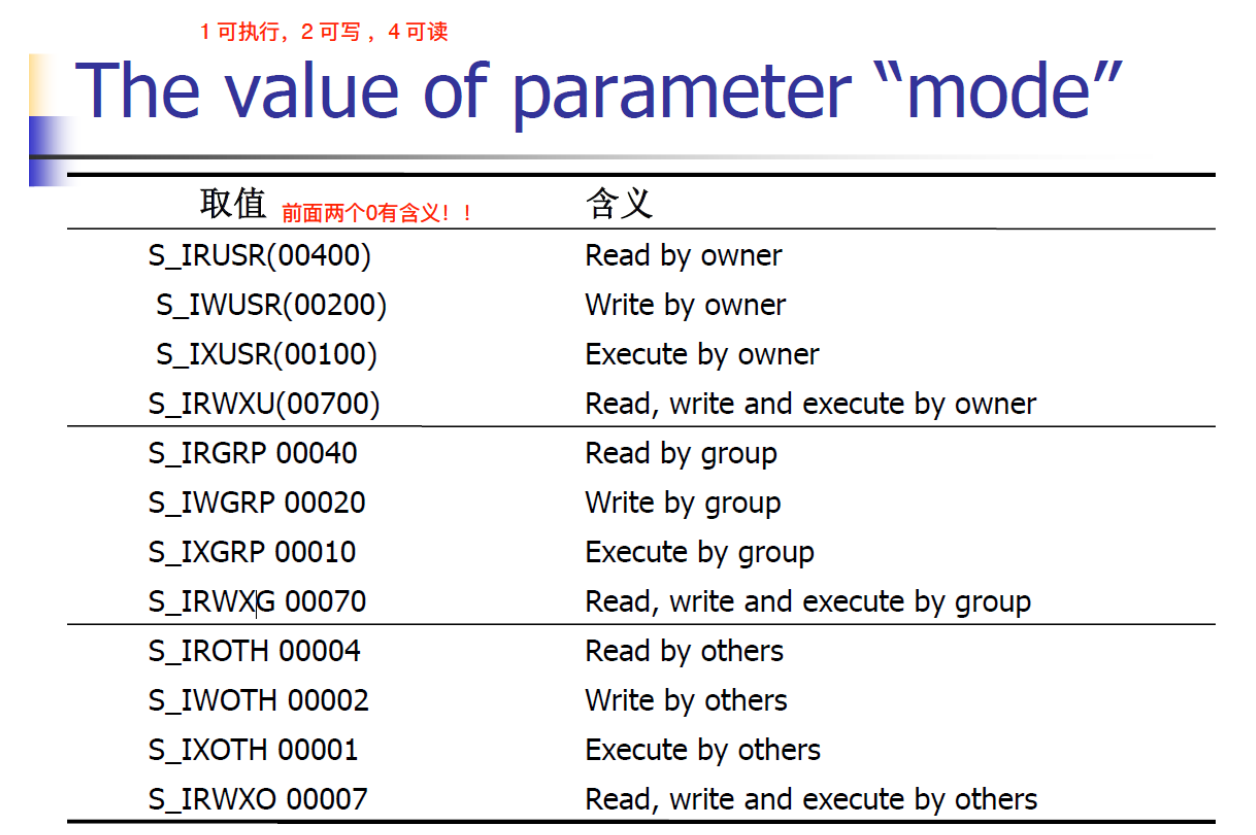 1 可执行，2 可写 ，4 可读
The value of parameter “mode”
取值 前面两个0有含义！！ 含义
S_IRUSR(00400) Read by owner
S_IWUSR(00200) Write by owner
S_IXUSR(00100) Execute by owner
S_IRWXU(00700) Read, write and execute by owner
S_IRGRP 00040 Read by group
S_IWGRP 00020 Write by group
S_IXGRP 00010 Execute by group
S_IRWXG 00070 Read, write and execute by group
S_IROTH 00004 Read by others
S_IWOTH 00002 Write by others
S_IXOTH 00001 Execute by others
S_IRWXO 00007 Read, write and execute by others